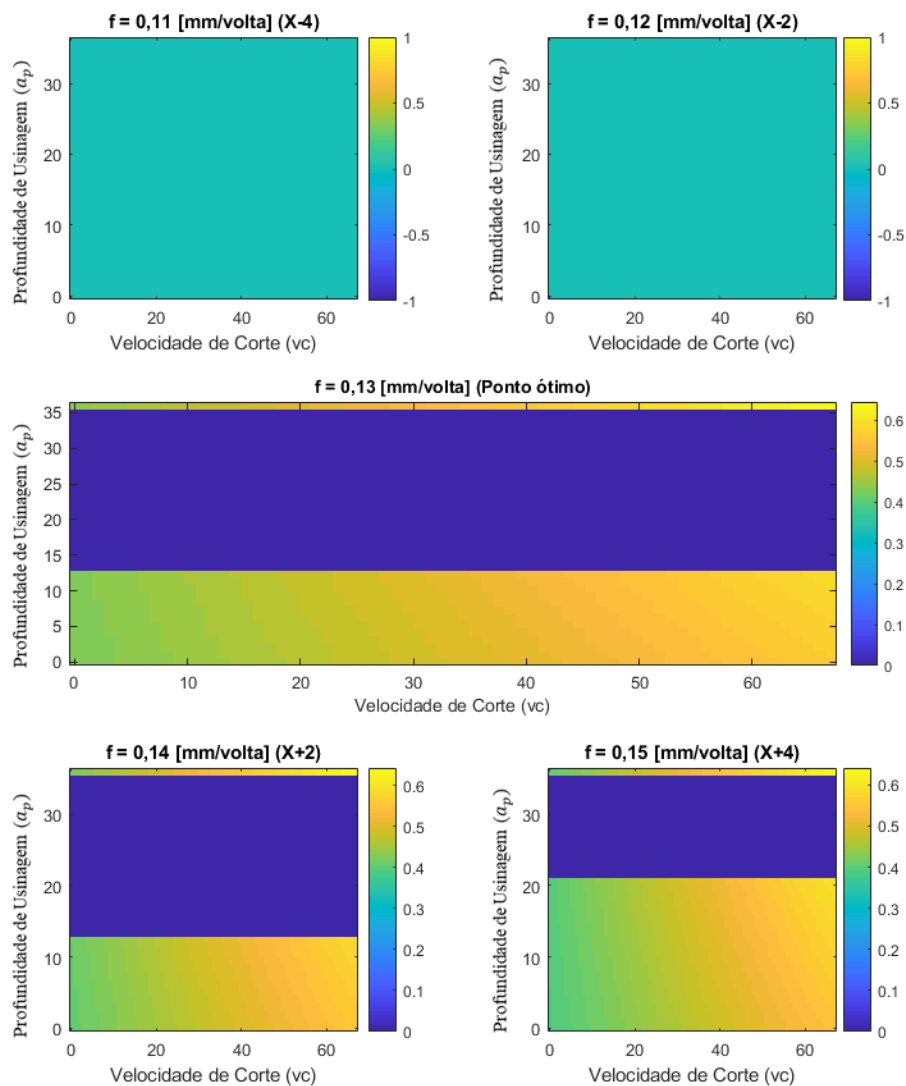 f = 0,11 [mm/volta] (X-4)
Profundidade de Usinagem (aₚ)
30
20
10
0
0 20 40 60
Velocidade de Corte (vc)
1
0.5
0
-0.5
-1
f = 0,12 [mm/volta] (X-2)
Profundidade de Usinagem (aₚ)
30
20
10
0
0 20 40 60
Velocidade de Corte (vc)
1
0.5
0
-0.5
-1
f = 0,13 [mm/volta] (Ponto ótimo)
Profundidade de Usinagem (aₚ)
35
30
25
20
15
10
5
0
0 10 20 30 40 50 60
Velocidade de Corte (vc)
0.6
0.5
0.4
0.3
0.2
0.1
0
f = 0,14 [mm/volta] (X+2)
Profundidade de Usinagem (aₚ)
30
20
10
0
0 20 40 60
Velocidade de Corte (vc)
0.6
0.5
0.4
0.3
0.2
0.1
0
f = 0,15 [mm/volta] (X+4)
Profundidade de Usinagem (aₚ)
30
20
10
0
0 20 40 60
Velocidade de Corte (vc)
0.6
0.5
0.4
0.3
0.2
0.1
0